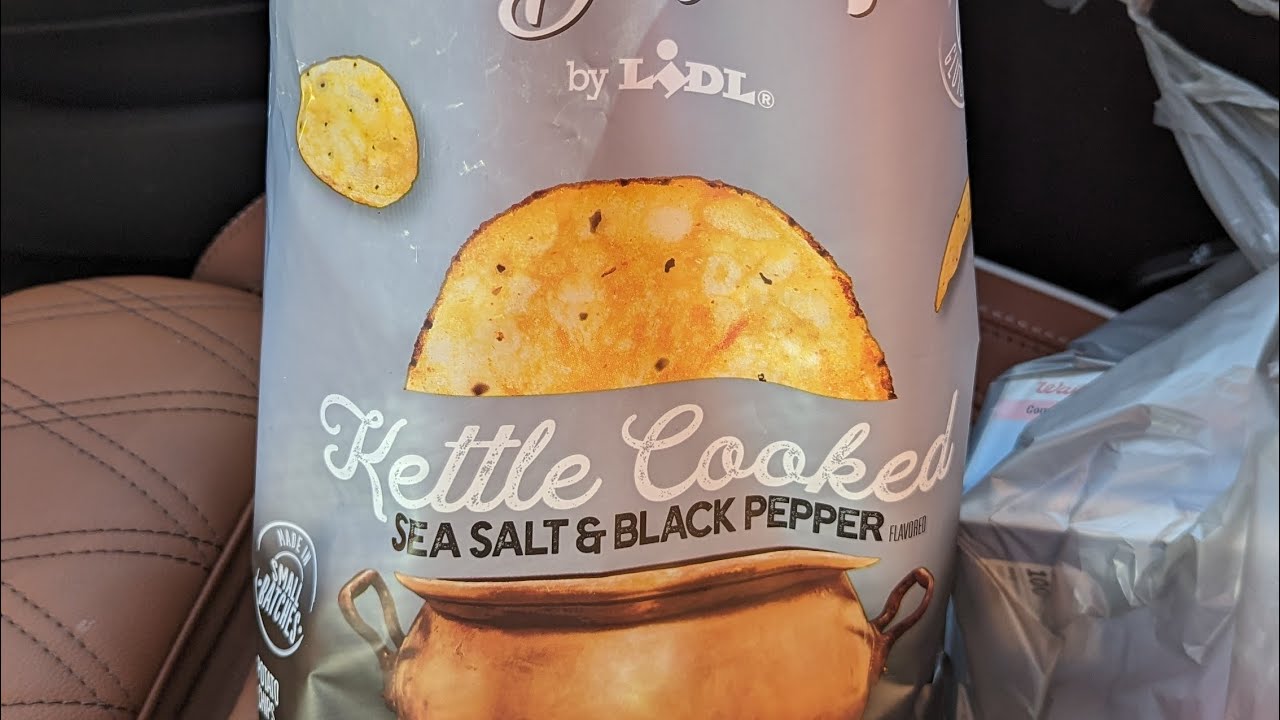 by LIDL®
Kettle Cooked
SEA SALT & BLACK PEPPER FLAVORED
MADE IN
SMALL
BATCHES